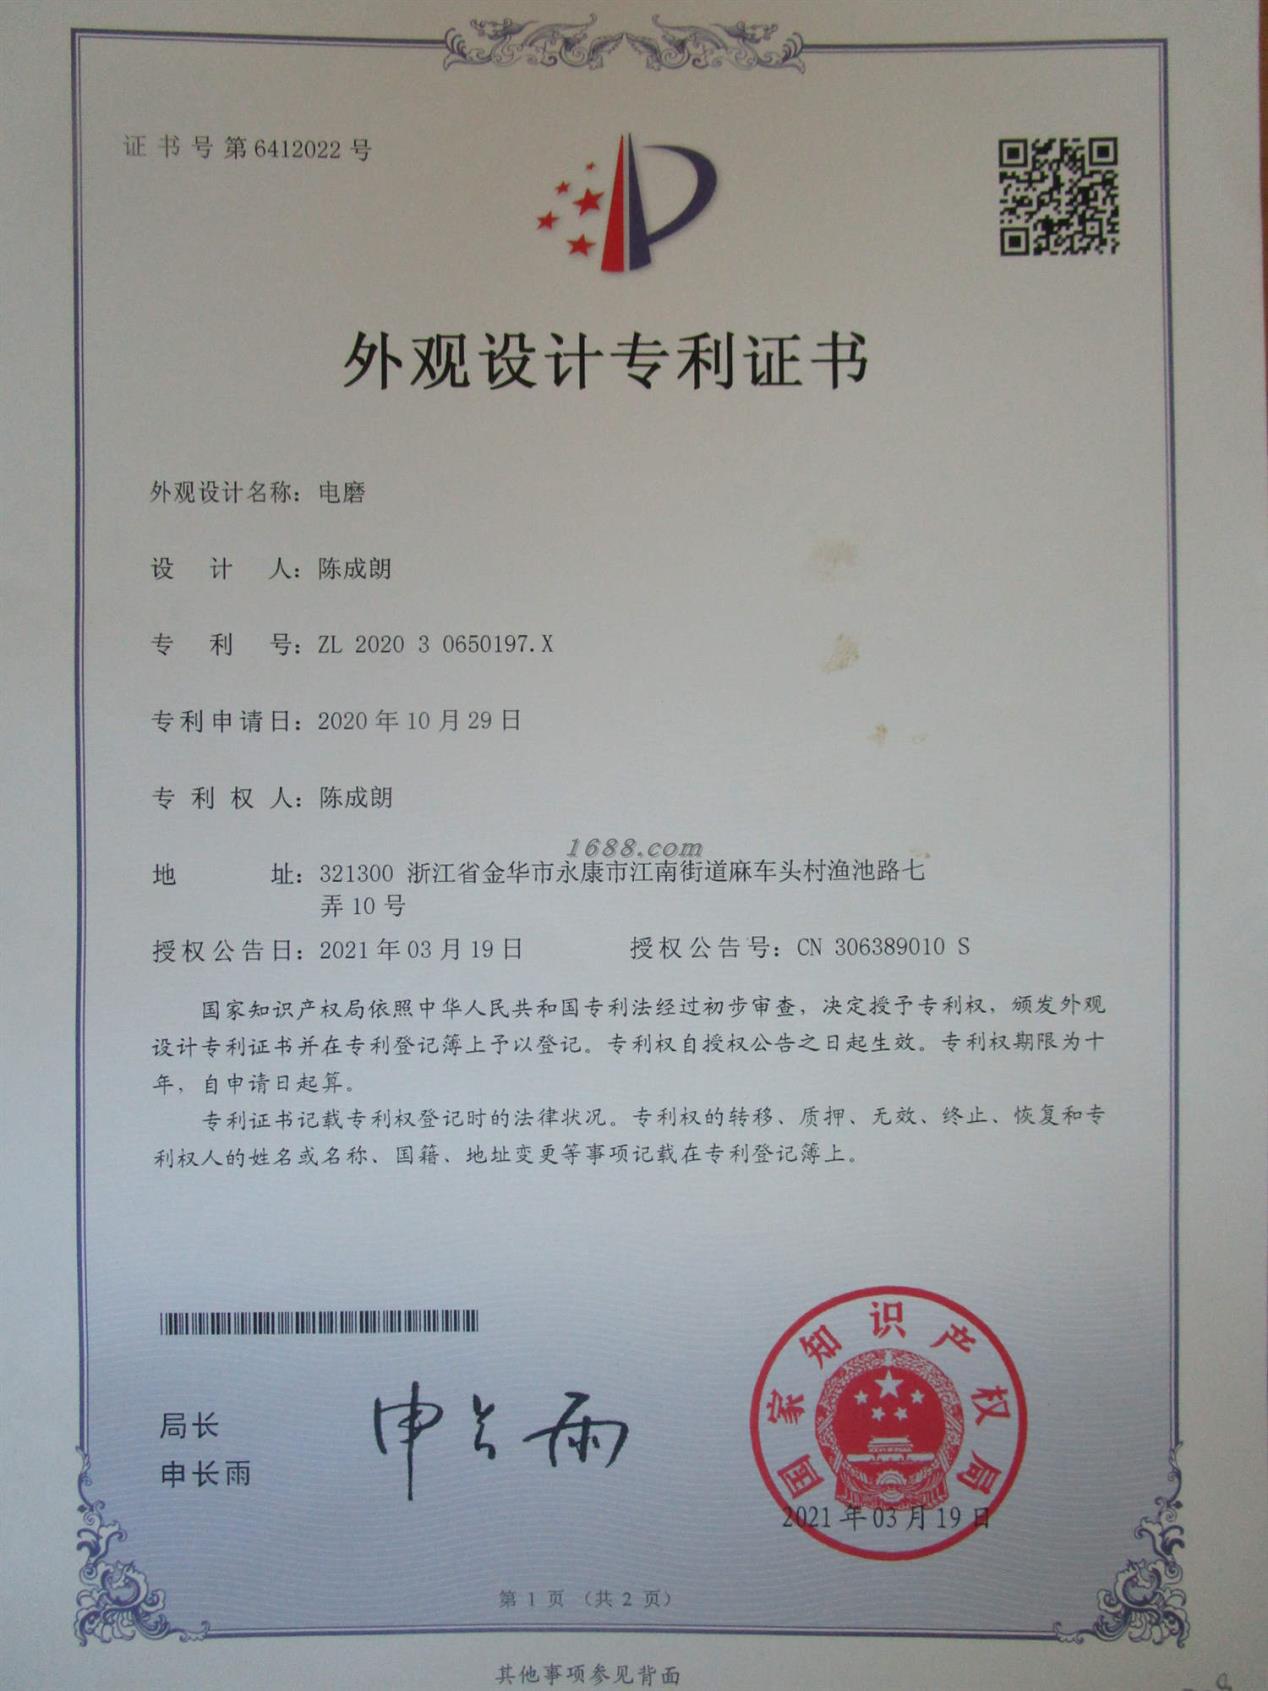 证书号第6412022号
外观设计专利证书
外观设计名称：电磨
设计人：陈成朗
专利号：ZL 2020 3 0650197.X
专利申请日：2020年10月29日
专利权人：陈成朗
1688.com
地址：321300 浙江省金华市永康市江南街道麻车头村渔池路七
弄10号
授权公告日：2021年03月19日 授权公告号：CN 306389010 S
国家知识产权局依照中华人民共和国专利法经过初步审查，决定授予专利权，颁发外观
设计专利证书并在专利登记簿上予以登记。专利权自授权公告之日起生效。专利权期限为十
年，自申请日起算。
专利证书记载专利权登记时的法律状况。专利权的转移、质押、无效、终止、恢复和专
利权人的姓名或名称、国籍、地址变更等事项记载在专利登记簿上。
局长
申长雨
申长雨
国家知识产权局
2021年03月19日
第 1 页 （共 2 页）
其他事项参见背面